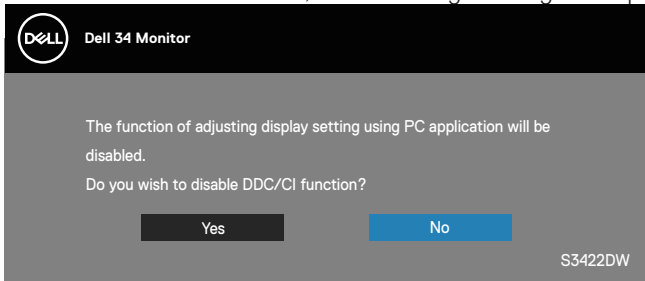 DELL
Dell 34 Monitor
The function of adjusting display setting using PC application will be
disabled.
Do you wish to disable DDC/CI function?
Yes
No
S3422DW